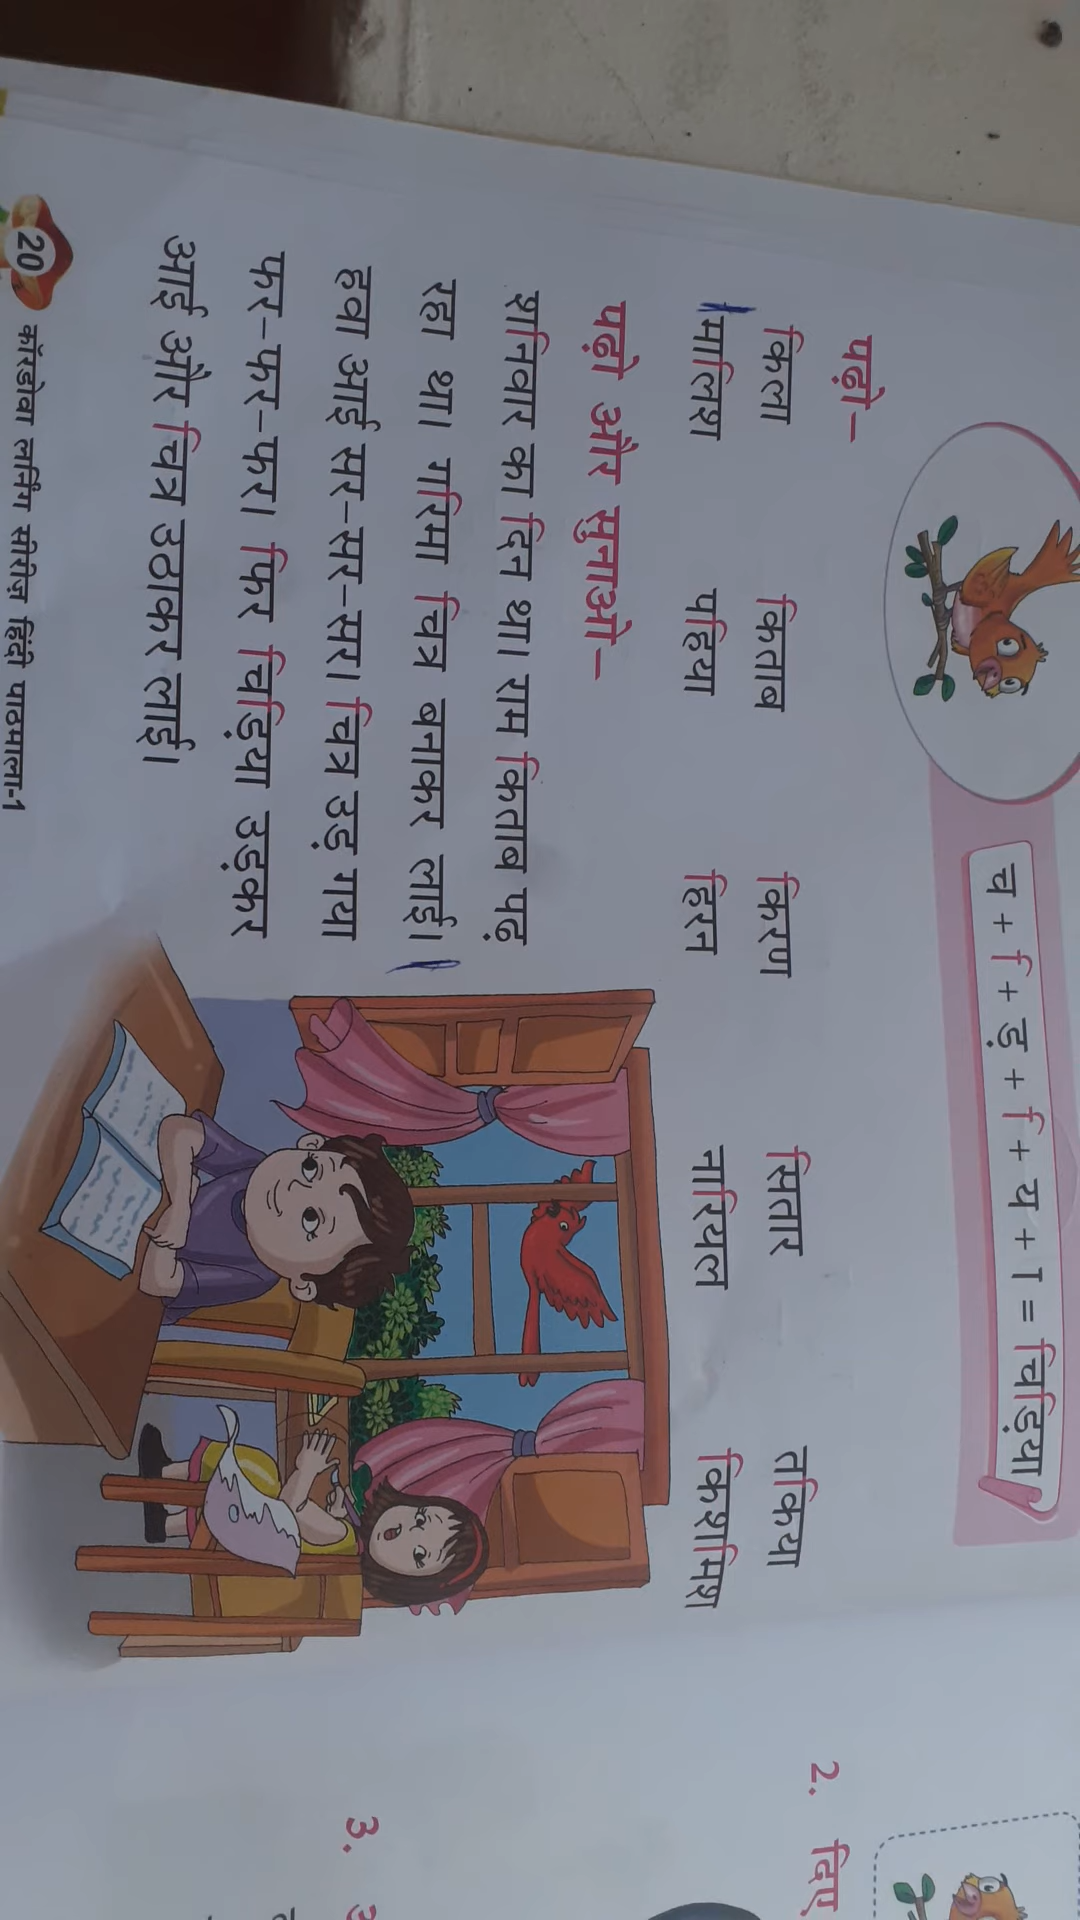 च + ि + ड़ + ि + य + ा = चिड़िया
पढ़ो–
किला किताब किरण सितार तकिया
मालिश पहिया हिरन नारियल किशमिश
पढ़ो और सुनाओ–
शनिवार का दिन था। राम किताब पढ़
रहा था। गरिमा चित्र बनाकर लाई।
हवा आई सर–सर–सर। चित्र उड़ गया
फर–फर–फर। फिर चिड़िया उड़कर
आई और चित्र उठाकर लाई।
20 कॉरडोवा लर्निंग सीरीज़ हिंदी पाठमाला-1
2. दिए
3.